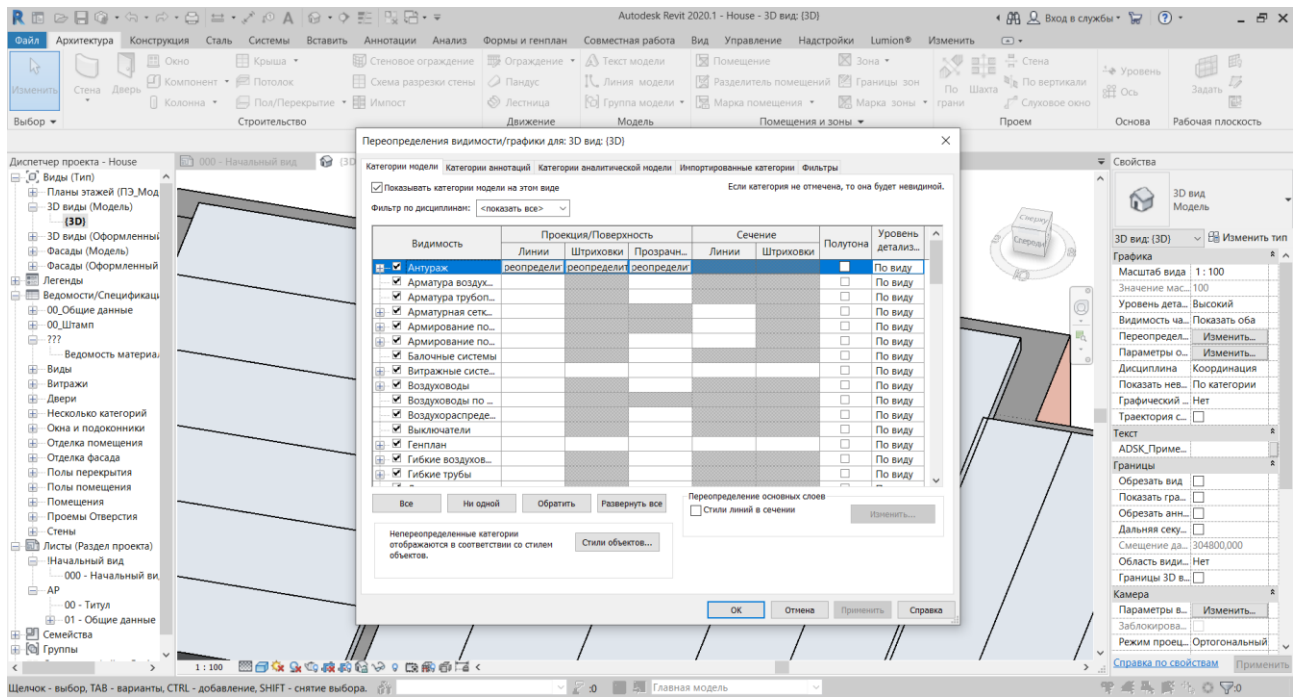 Autodesk Revit 2020.1 - House - 3D вид: {3D}
Вход в службы
Файл Архитектура Конструкция Сталь Системы Вставить Аннотации Анализ Формы и генплан Совместная работа Вид Управление Надстройки Lumion® Изменить
Изменить
Стена
Дверь
Окно
Компонент
Колонна
Крыша
Потолок
Пол/Перекрытие
Стеновое ограждение
Схема разрезки стены
Импост
Ограждение
Пандус
Лестница
Текст модели
Линия модели
Группа модели
Помещение
Разделитель помещений
Марка помещения
Зона
Границы зон
Марка зоны
По грани
Шахта
Стена
По вертикали
Слуховое окно
Уровень
Ось
Задать
Выбор Строительство Движение Модель Помещения и зоны Проем Основа Рабочая плоскость
Диспетчер проекта - House
Виды (Тип)
Планы этажей (ПЭ_Мод
3D виды (Модель)
{3D}
3D виды (Оформленный
Фасады (Модель)
Фасады (Оформленный
Легенды
Ведомости/Спецификаци
00_Общие данные
00_Штамп
???
Ведомость материа
Виды
Витражи
Двери
Несколько категорий
Окна и подоконники
Отделка помещения
Отделка фасада
Полы перекрытия
Полы помещения
Помещения
Проемы Отверстия
Стены
Листы (Раздел проекта)
!Начальный вид
000 - Начальный ви
АР
00 - Титул
01 - Общие данные
Семейства
Группы
000 - Начальный вид
{3D
Переопределения видимости/графики для: 3D вид: {3D}
Категории модели Категории аннотаций Категории аналитической модели Импортированные категории Фильтры
Показывать категории модели на этом виде
Если категория не отмечена, то она будет невидимой.
Фильтр по дисциплинам: <показать все>
Видимость Проекция/Поверхность Сечение Полутона Уровень детализ...
Линии Штриховки Прозрачн... Линии Штриховки
Антураж реопределит реопределит реопределит По виду
Арматура воздух... По виду
Арматура трубоп... По виду
Арматурная сетк... По виду
Армирование по... По виду
Армирование по... По виду
Балочные системы По виду
Витражные систе... По виду
Воздуховоды По виду
Воздуховоды по ... По виду
Воздухораспреде... По виду
Выключатели По виду
Генплан По виду
Гибкие воздухов... По виду
Гибкие трубы По виду
Все Ни одной Обратить Развернуть все
Переопределение основных слоев
Стили линий в сечении
Изменить...
Непереопределенные категории
отображаются в соответствии со стилем
объектов.
Стили объектов...
ОК Отмена Применить Справка
Сверху
Спереди
Свойства
3D вид
Модель
3D вид: {3D} Изменить тип
Графика
Масштаб вида 1 : 100
Значение мас... 100
Уровень дета... Высокий
Видимость ча... Показать оба
Переопредел... Изменить...
Параметры о... Изменить...
Дисциплина Координация
Показать нев... По категории
Графический ... Нет
Траектория с...
Текст
ADSK_Приме...
Границы
Обрезать вид
Показать гра...
Обрезать анн...
Дальняя секу...
Смещение да... 304800,000
Область види... Нет
Границы 3D в...
Камера
Параметры в... Изменить...
Заблокирова...
Режим проец... Ортогональный
Справка по свойствам Применить
1 : 100
Щелчок - выбор, TAB - варианты, CTRL - добавление, SHIFT - снятие выбора.
:0
Главная модель
:0